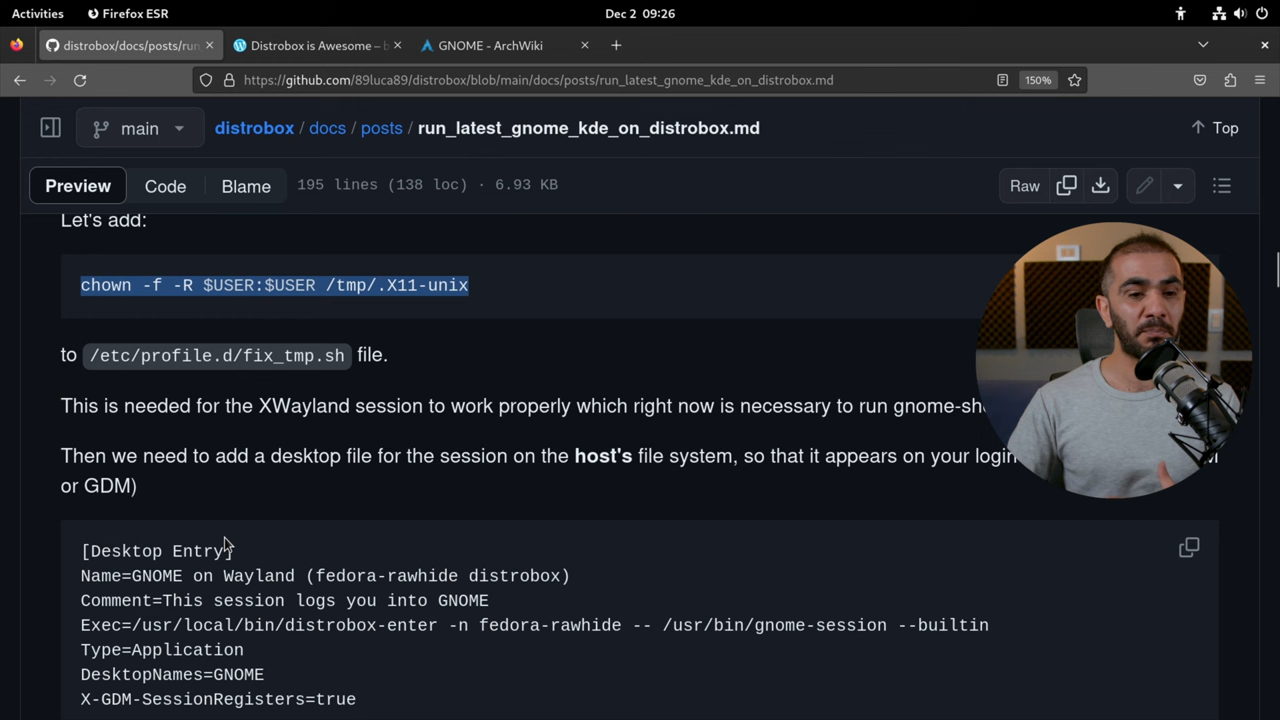 Activities
Firefox ESR
Dec 2 09:26
distrobox/docs/posts/run
Distrobox is Awesome –
GNOME - ArchWiki
https://github.com/89luca89/distrobox/blob/main/docs/posts/run_latest_gnome_kde_on_distrobox.md
150%
main
distrobox / docs / posts / run_latest_gnome_kde_on_distrobox.md
Top
Preview
Code
Blame
195 lines (138 loc) · 6.93 KB
Raw
Let's add:
chown -f -R $USER:$USER /tmp/.X11-unix
to /etc/profile.d/fix_tmp.sh file.
This is needed for the XWayland session to work properly which right now is necessary to run
Then we need to add a desktop file for the session on the host's file system, so that it appears on your login
or GDM)
[Desktop Entry]
Name=GNOME on Wayland (fedora-rawhide distrobox)
Comment=This session logs you into GNOME
Exec=/usr/local/bin/distrobox-enter -n fedora-rawhide -- /usr/bin/gnome-session --builtin
Type=Application
DesktopNames=GNOME
X-GDM-SessionRegisters=true